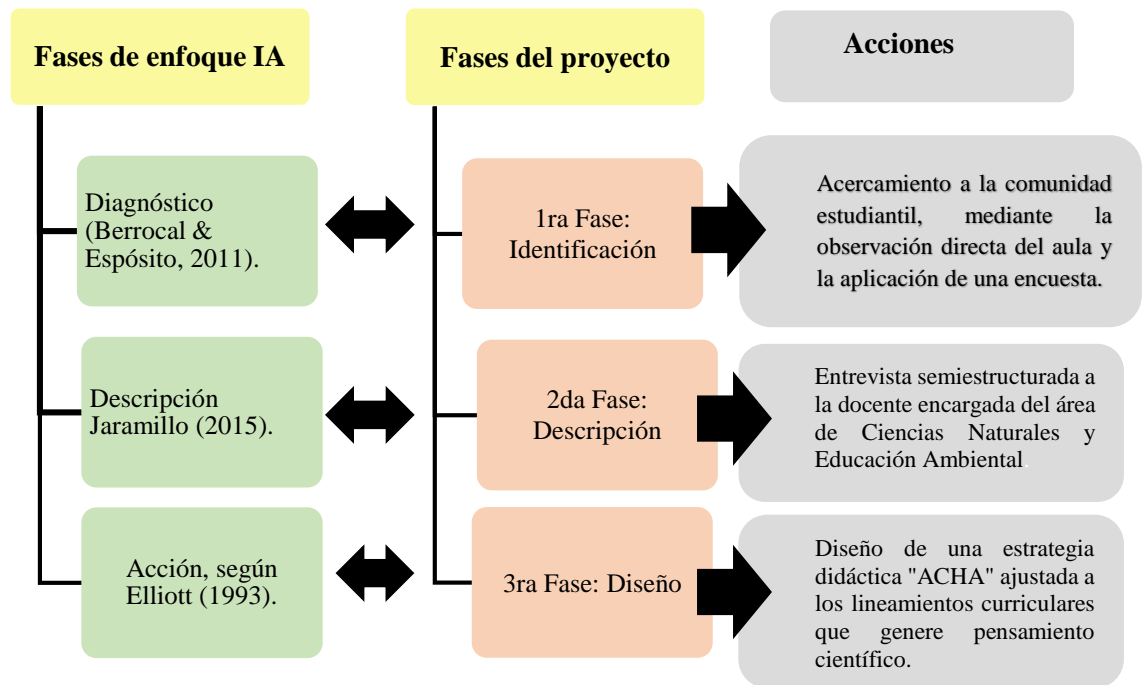 Fases de enfoque IA
Fases del proyecto
Acciones
Diagnóstico
(Berrocal &
Espósito, 2011).
1ra Fase:
Identificación
Acercamiento a la comunidad
estudiantil, mediante la
observación directa del aula y
la aplicación de una encuesta.
Descripción
Jaramillo (2015).
2da Fase:
Descripción
Entrevista semiestructurada a
la docente encargada del área
de Ciencias Naturales y
Educación Ambiental.
Acción, según
Elliott (1993).
3ra Fase: Diseño
Diseño de una estrategia
didáctica "ACHA" ajustada a
los lineamientos curriculares
que genere pensamiento
científico.